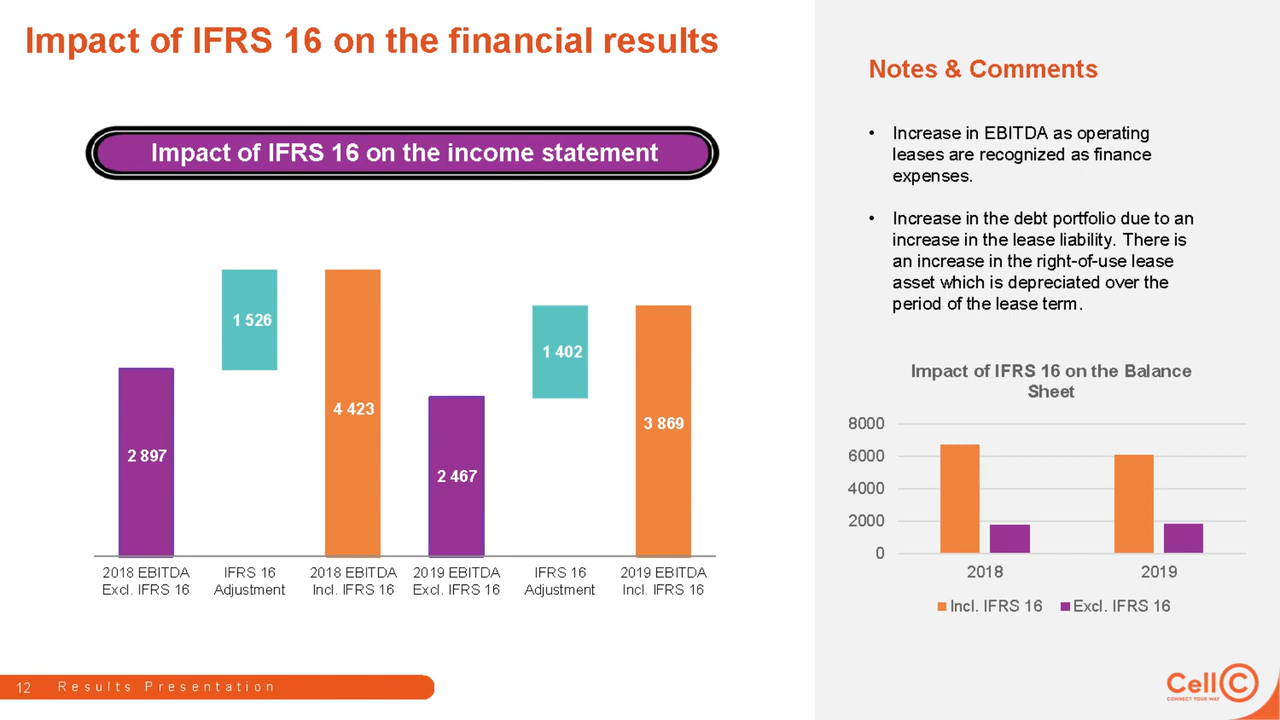 Impact of IFRS 16 on the financial results
Impact of IFRS 16 on the income statement
1 526
1 402
4 423
3 869
2 897
2 467
2018 EBITDA
Excl. IFRS 16
IFRS 16
Adjustment
2018 EBITDA
Incl. IFRS 16
2019 EBITDA
Excl. IFRS 16
IFRS 16
Adjustment
2019 EBITDA
Incl. IFRS 16
Notes & Comments
• Increase in EBITDA as operating
leases are recognized as finance
expenses.
• Increase in the debt portfolio due to an
increase in the lease liability. There is
an increase in the right-of-use lease
asset which is depreciated over the
period of the lease term.
Impact of IFRS 16 on the Balance
Sheet
8000
6000
4000
2000
0
2018 2019
Incl. IFRS 16 Excl. IFRS 16
12 Results Presentation
Cell C
CONNECT YOUR WAY